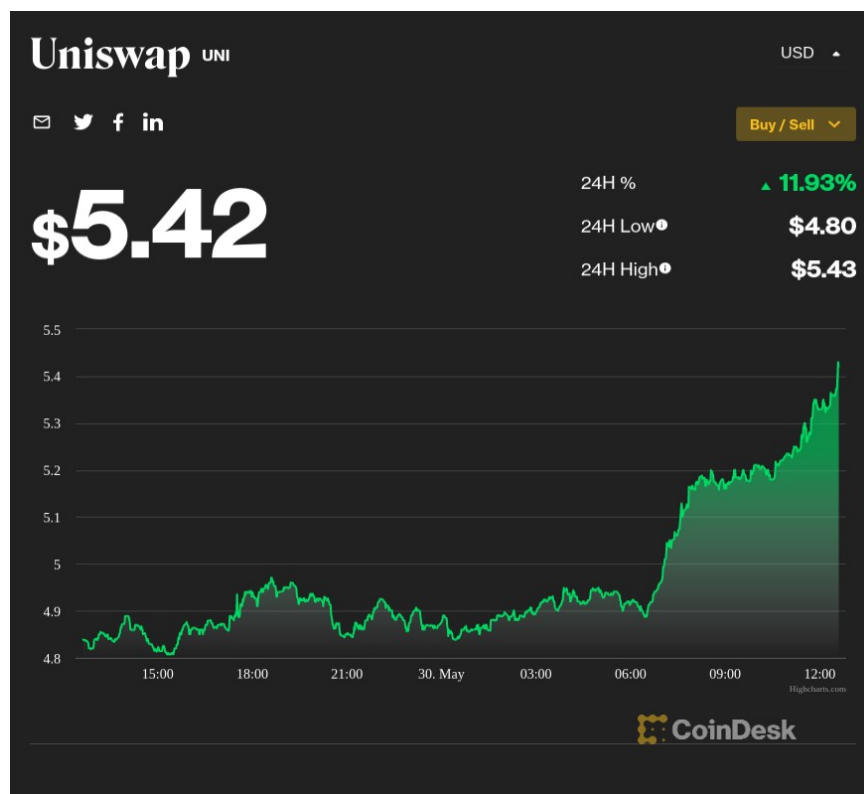 Uniswap UNI
USD
in
Buy / Sell
$5.42
24H % 11.93%
24H Low $4.80
24H High $5.43
5.5
5.4
5.3
5.2
5.1
5
4.9
4.8
15:00 18:00 21:00 30. May 03:00 06:00 09:00 12:00
Highcharts.com
CoinDesk